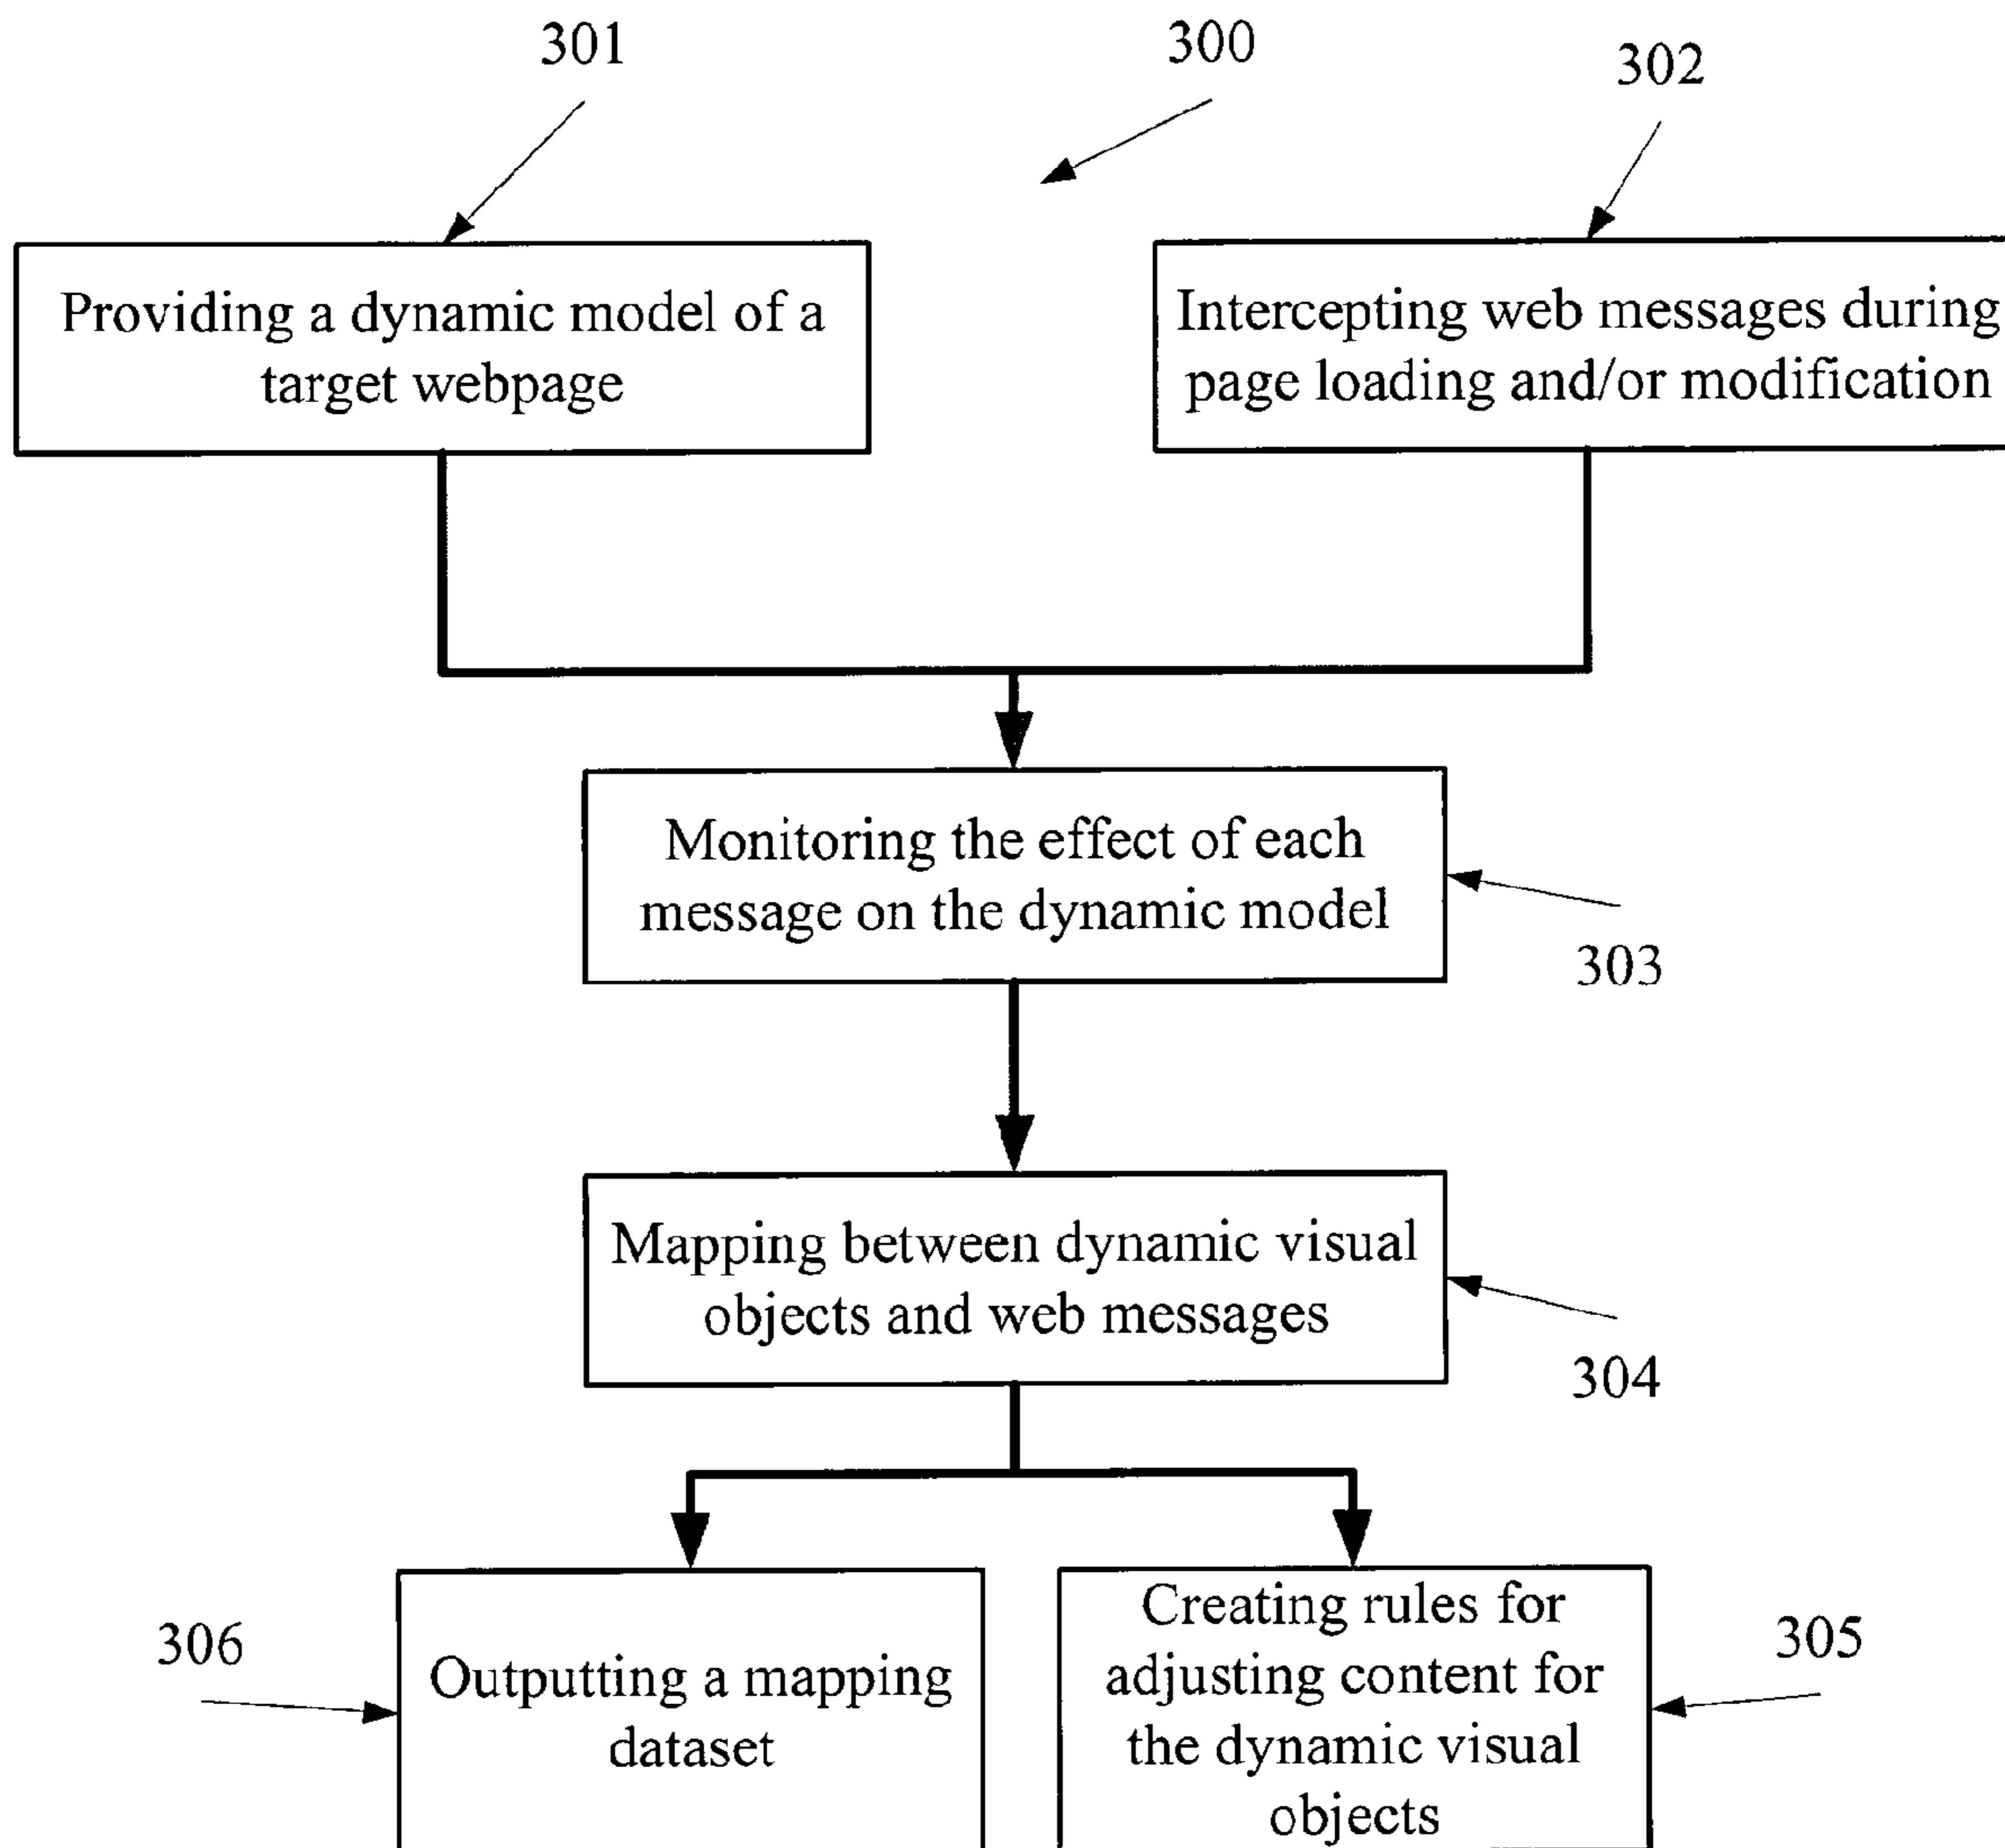 301
300
302
Providing a dynamic model of a
target webpage
Intercepting web messages during
page loading and/or modification
Monitoring the effect of each
message on the dynamic model
303
Mapping between dynamic visual
objects and web messages
304
306
Outputting a mapping
dataset
Creating rules for
adjusting content for
the dynamic visual
objects
305